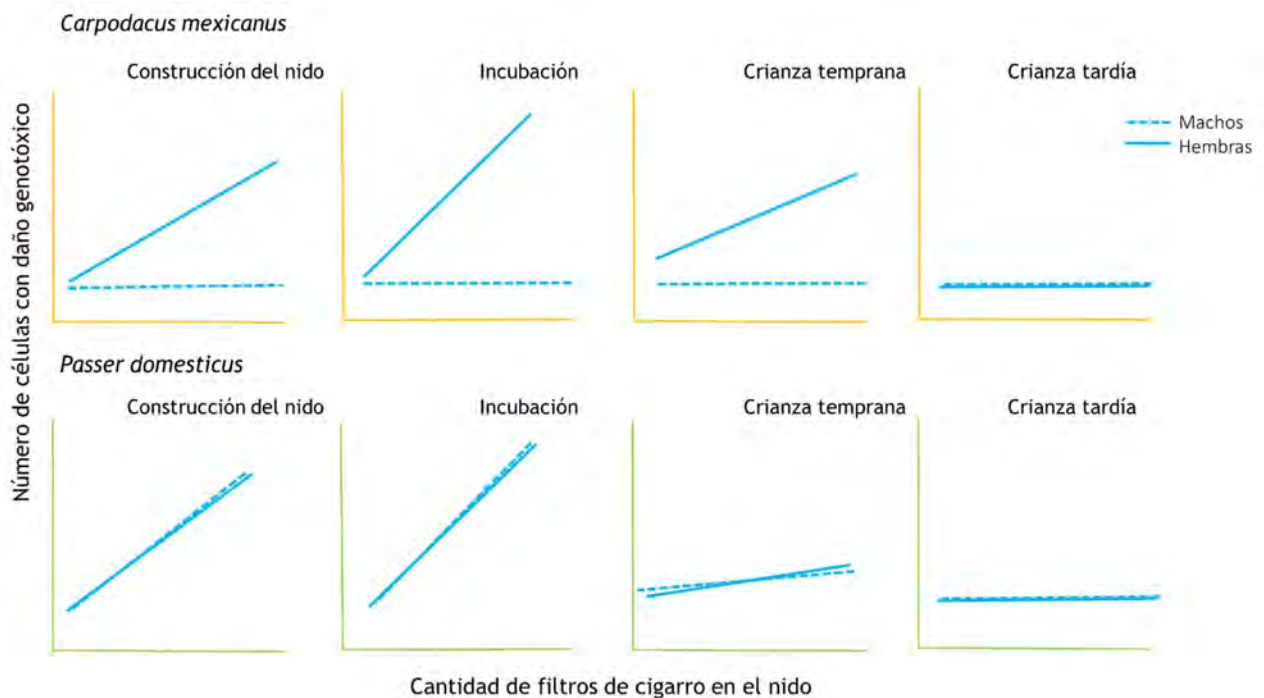 Carpodacus mexicanus
Construcción del nido
Incubación
Crianza temprana
Crianza tardía
Machos
Hembras
Número de células con daño genotóxico
Passer domesticus
Construcción del nido
Incubación
Crianza temprana
Crianza tardía
Cantidad de filtros de cigarro en el nido